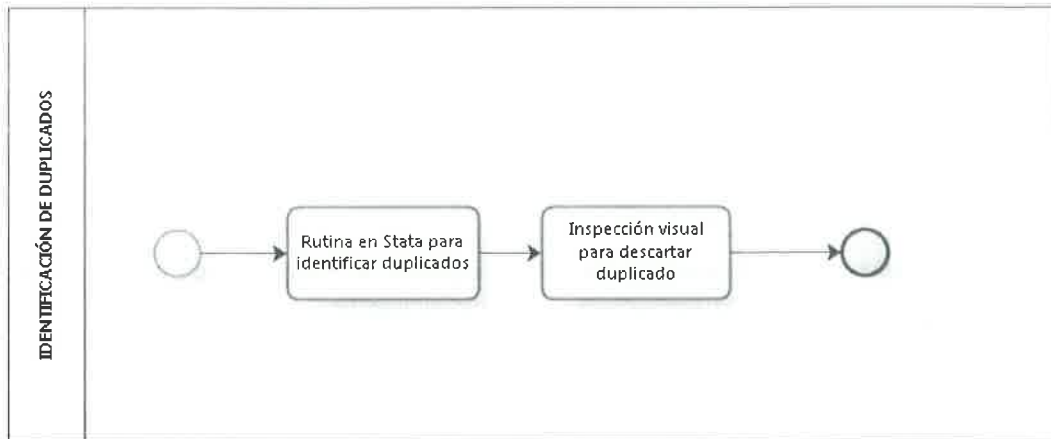 IDENTIFICACIÓN DE DUPLICADOS
Rutina en Stata para
identificar duplicados
Inspección visual
para descartar
duplicado